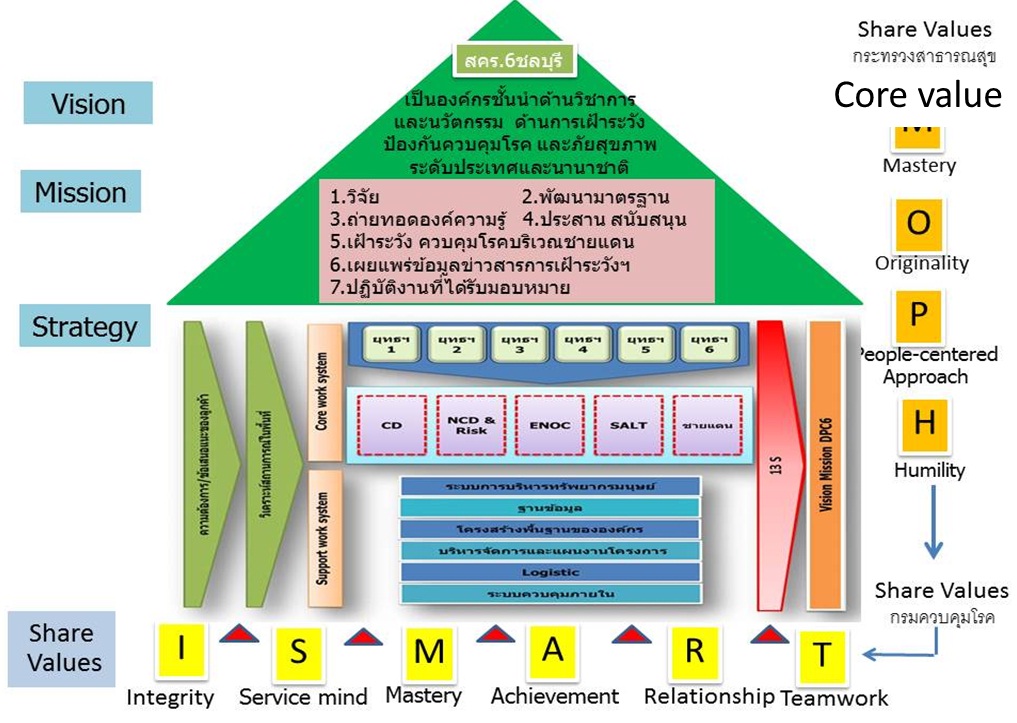 Share Values
กระทรวงสาธารณสุข
Core value
สคร.6ชลบุรี
Vision
เป็นองค์กรชั้นนำด้านวิชาการ
และนวัตกรรม ด้านการเฝ้าระวัง
ป้องกันควบคุมโรค และภัยสุขภาพ
ระดับประเทศและนานาชาติ
M
Mastery
Mission
1.วิจัย 2.พัฒนามาตรฐาน
3.ถ่ายทอดองค์ความรู้ 4.ประสาน สนับสนุน
5.เฝ้าระวัง ควบคุมโรคบริเวณชายแดน
6.เผยแพร่ข้อมูลข่าวสารการเฝ้าระวังฯ
7.ปฏิบัติงานที่ได้รับมอบหมาย
O
Originality
P
People-centered
Approach
H
Humility
Strategy
ความต้องการ/ข้อเสนอแนะของลูกค้า
วิเคราะห์สถานการณ์ในพื้นที่
Core work system
Support work system
ยุทธฯ 1
ยุทธฯ 2
ยุทธฯ 3
ยุทธฯ 4
ยุทธฯ 5
ยุทธฯ 6
CD
NCD & Risk
ENOC
SALT
ชายแดน
ระบบการบริหารทรัพยากรมนุษย์
ฐานข้อมูล
โครงสร้างพื้นฐานขององค์กร
บริหารจัดการและแผนงานโครงการ
Logistic
ระบบควบคุมภายใน
13 S
Vision Mission DPC6
Share Values
กรมควบคุมโรค
Share
Values
I
Integrity
S
Service mind
M
Mastery
A
Achievement
R
Relationship
T
Teamwork